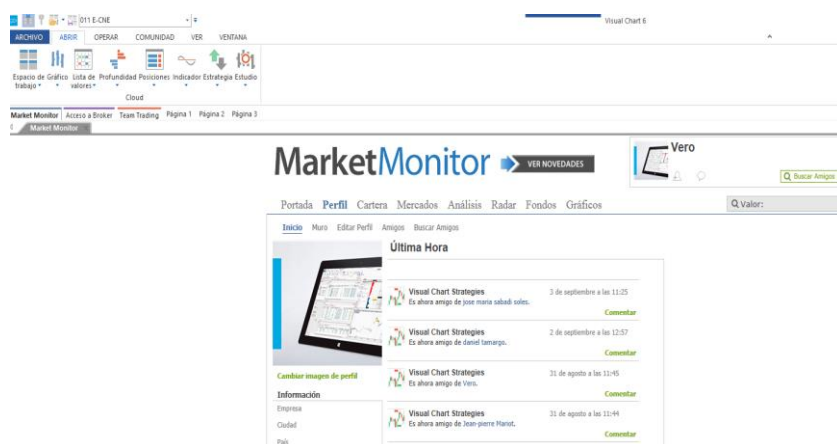 011 E-CNE
Visual Chart 6
ARCHIVO ABRIR OPERAR COMUNIDAD VER VENTANA
Espacio de trabajo Gráfico Lista de valores Profundidad Posiciones Indicador Estrategia Estudio
Cloud
Market Monitor Acceso a Broker Team Trading Página 1 Página 2 Página 3
Market Monitor
MarketMonitor VER NOVEDADES
Vero
Buscar Amigos
Portada Perfil Cartera Mercados Análisis Radar Fondos Gráficos
Valor:
Inicio Muro Editar Perfil Amigos Buscar Amigos
Última Hora
Visual Chart Strategies 3 de septiembre a las 11:25
Es ahora amigo de jose maria sabadi soles.
Comentar
Visual Chart Strategies 2 de septiembre a las 12:57
Es ahora amigo de daniel tamargo.
Comentar
Cambiar imagen de perfil
Visual Chart Strategies 31 de agosto a las 11:45
Es ahora amigo de Vero.
Comentar
Información
Empresa
Ciudad
País
Visual Chart Strategies 31 de agosto a las 11:44
Es ahora amigo de Jean-pierre Mariot.
Comentar